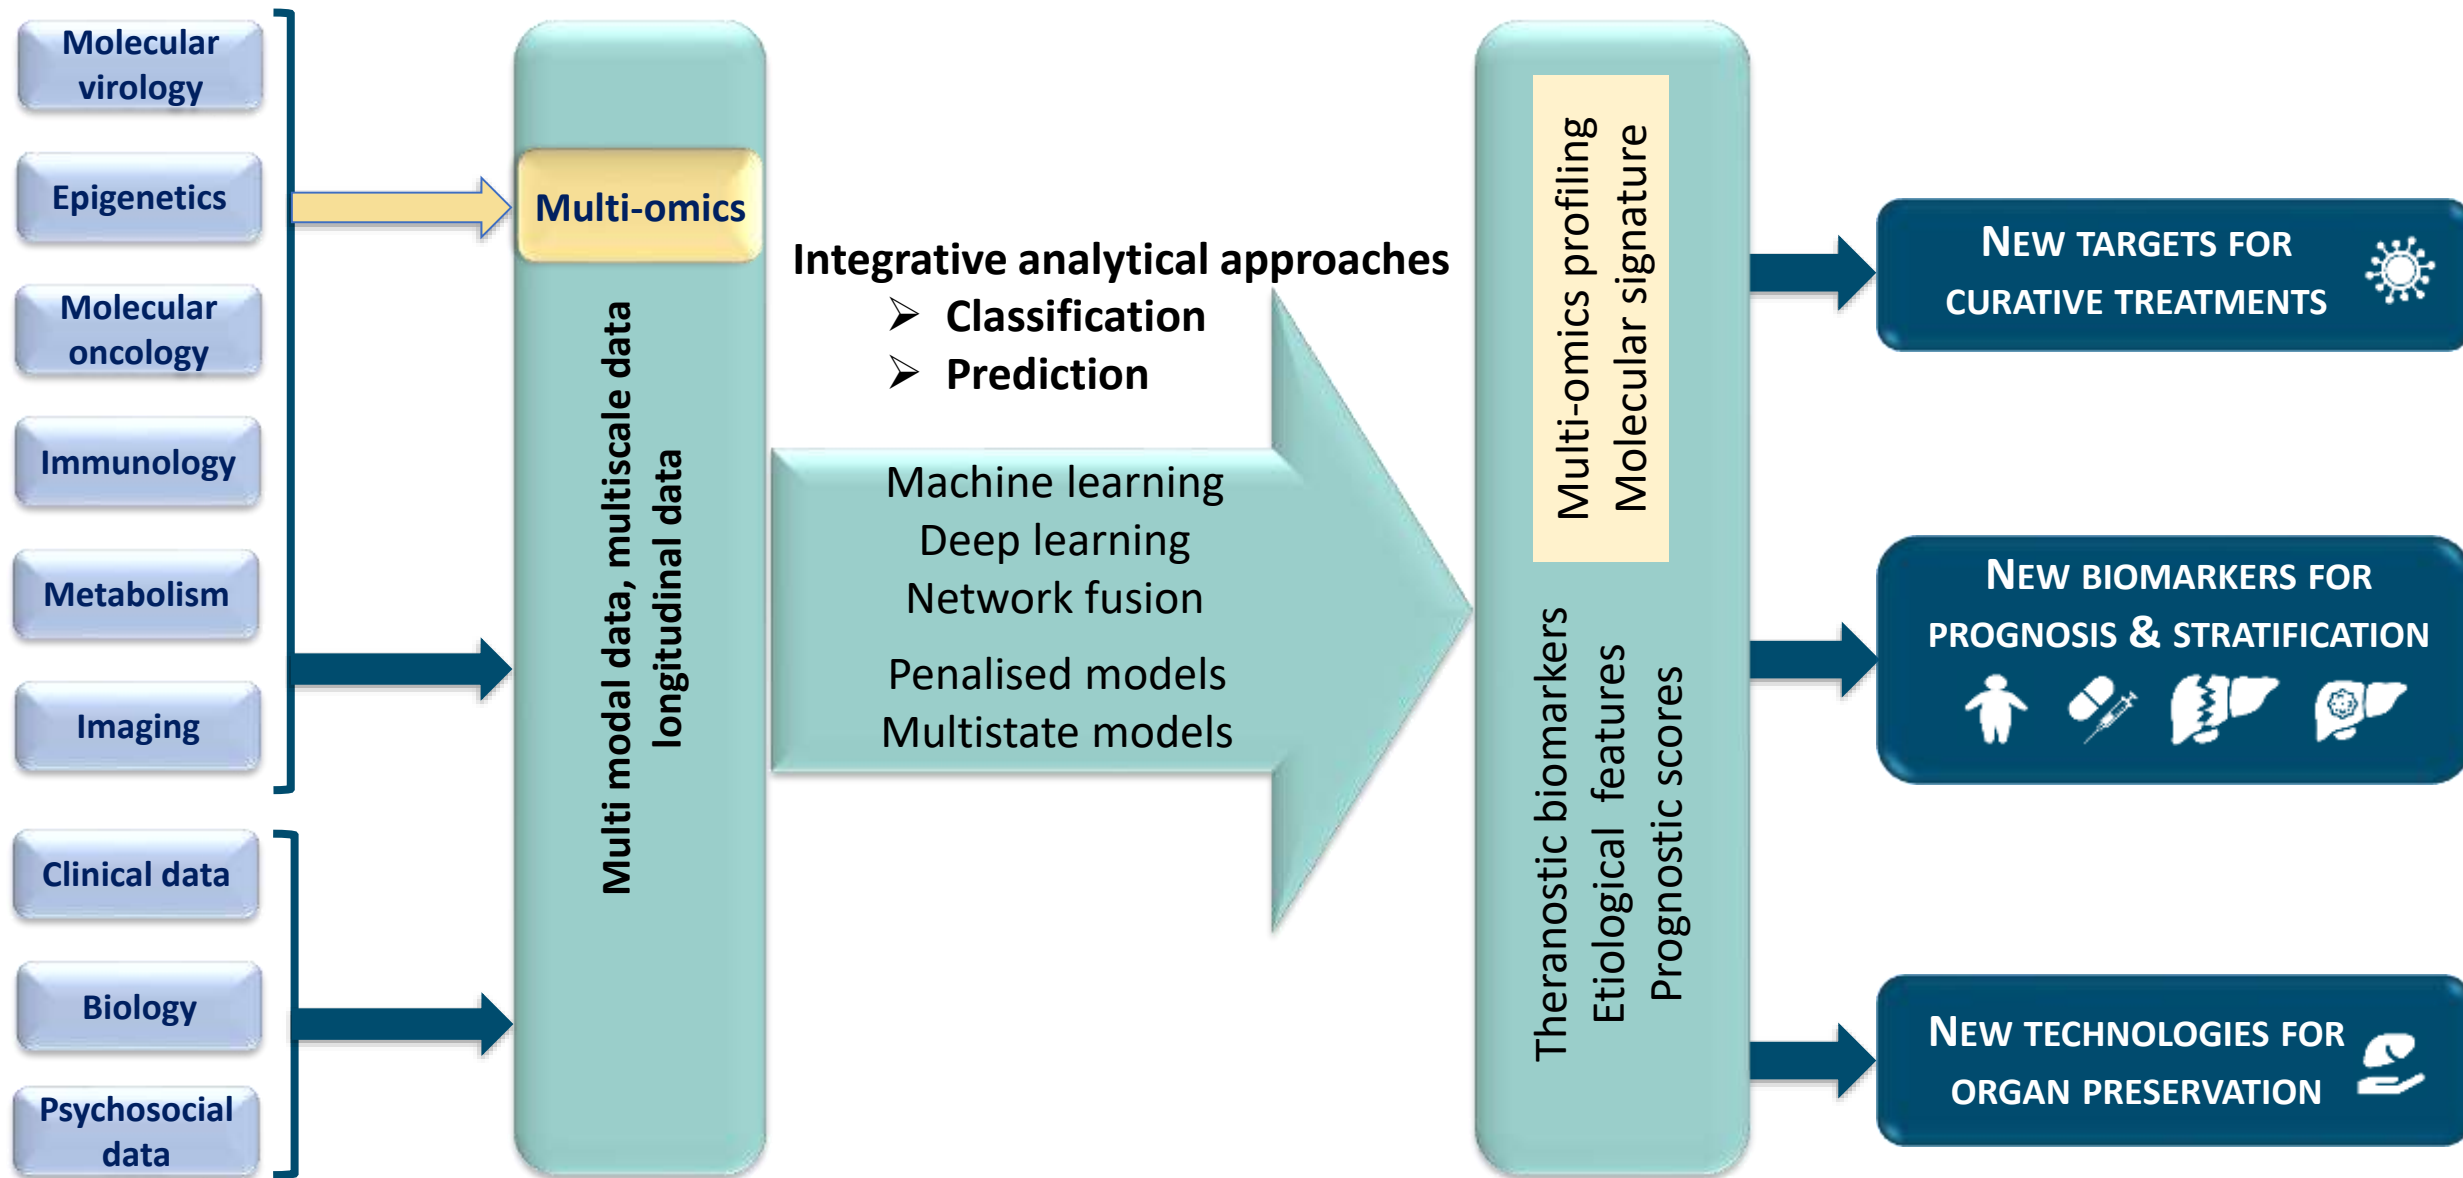 Molecular
virology
Epigenetics
Molecular
oncology
Immunology
Metabolism
Imaging
Clinical data
Biology
Psychosocial
data
Multi-omics
Multi modal data, multiscale data
longitudinal data
Integrative analytical approaches
➢ Classification
➢ Prediction
Machine learning
Deep learning
Network fusion
Penalised models
Multistate models
Multi-omics profiling
Molecular signature
Theranostic biomarkers
Etiological features
Prognostic scores
NEW TARGETS FOR
CURATIVE TREATMENTS
NEW BIOMARKERS FOR
PROGNOSIS & STRATIFICATION
NEW TECHNOLOGIES FOR
ORGAN PRESERVATION